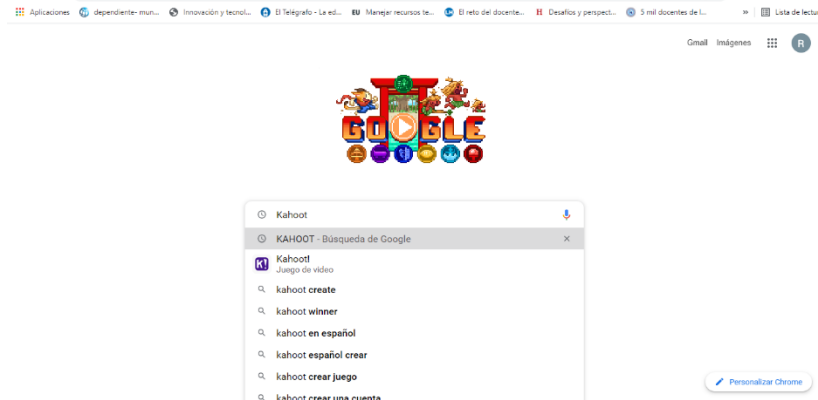 Aplicaciones dependiente- mun... Innovación y tecnol... El Telégrafo - La ed... EU Manejar recursos te... El reto del docente... H Desafíos y perspect... 5 mil docentes de l... » Lista de lectu
Gmail Imágenes R
GOOGLE
Kahoot
KAHOOT - Búsqueda de Google ×
K! Kahoot!
Juego de video
kahoot create
kahoot winner
kahoot en español
kahoot español crear
kahoot crear juego
kahoot crear una cuenta
Personalizar Chrome